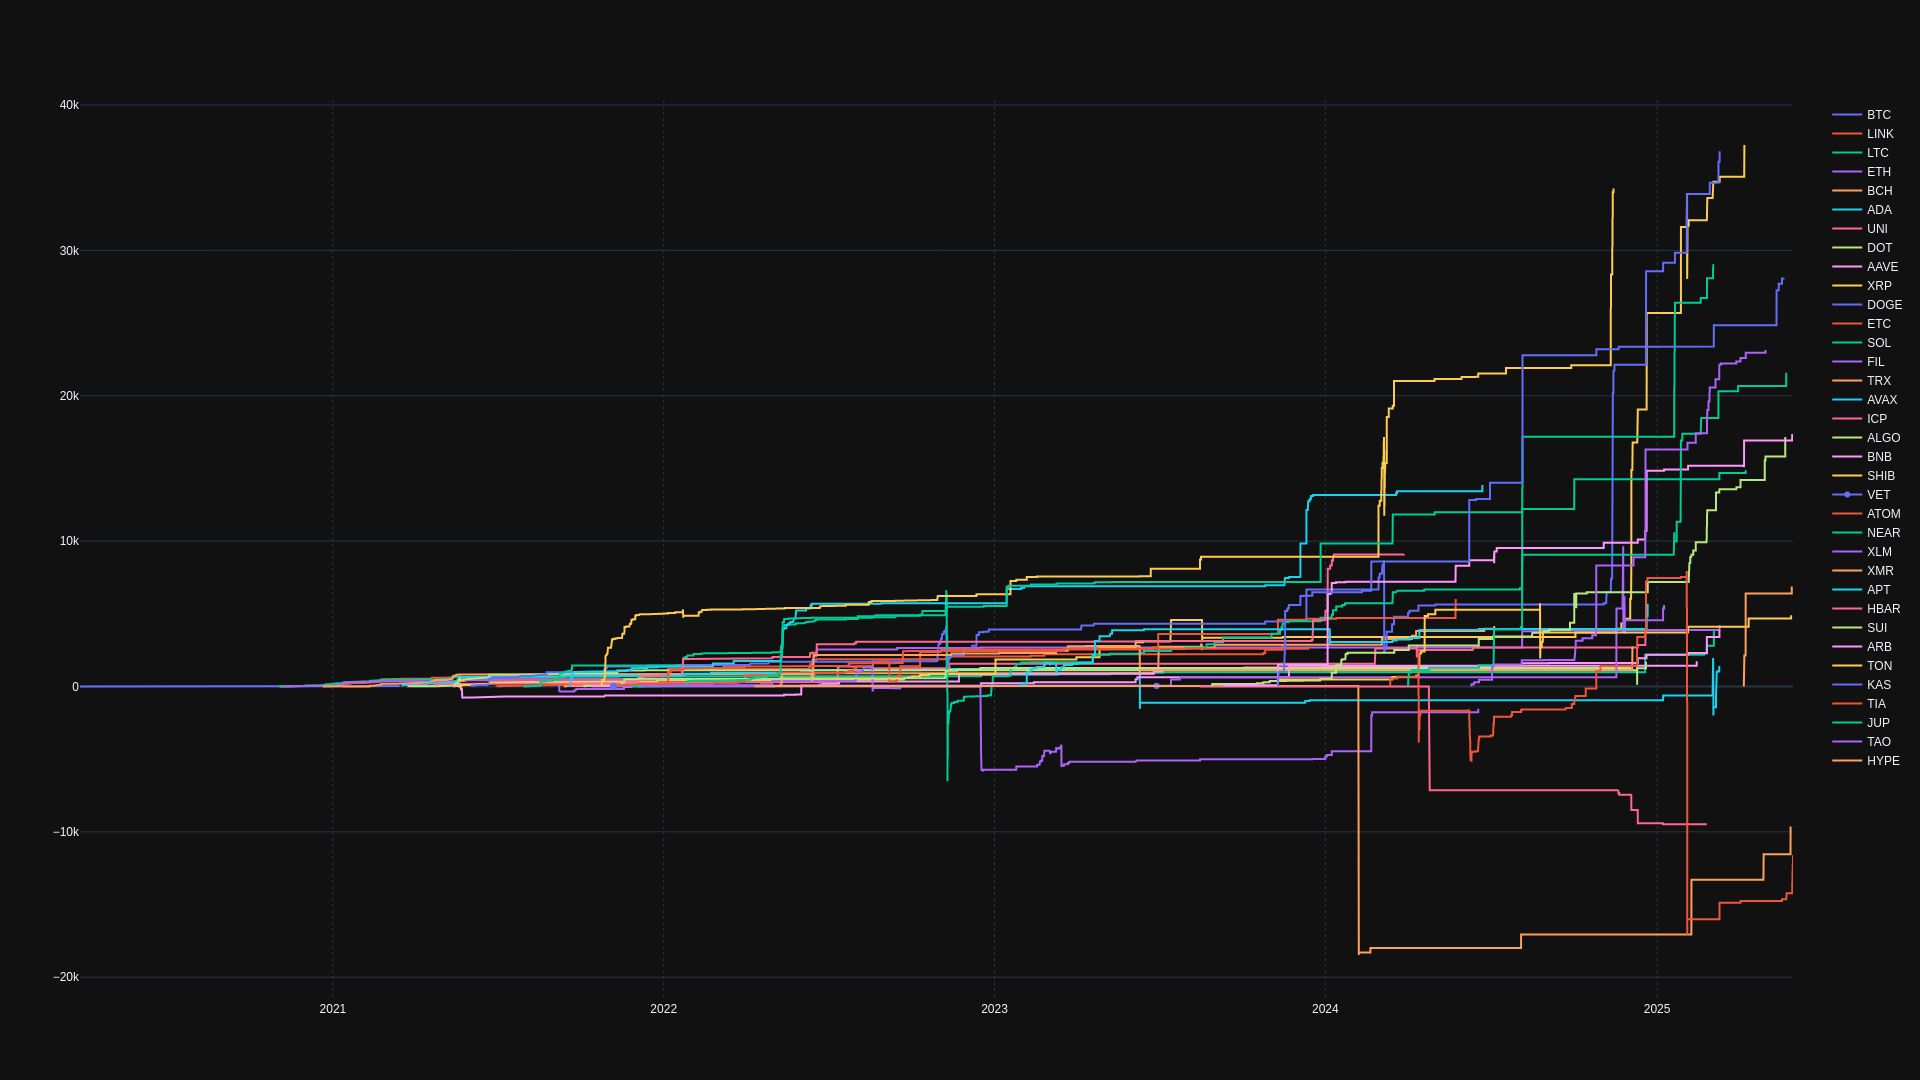 40k
30k
20k
10k
0
−10k
−20k
2021
2022
2023
2024
2025
BTC
LINK
LTC
ETH
BCH
ADA
UNI
DOT
AAVE
XRP
DOGE
ETC
SOL
FIL
TRX
AVAX
ICP
ALGO
BNB
SHIB
VET
ATOM
NEAR
XLM
XMR
APT
HBAR
SUI
ARB
TON
KAS
TIA
JUP
TAO
HYPE